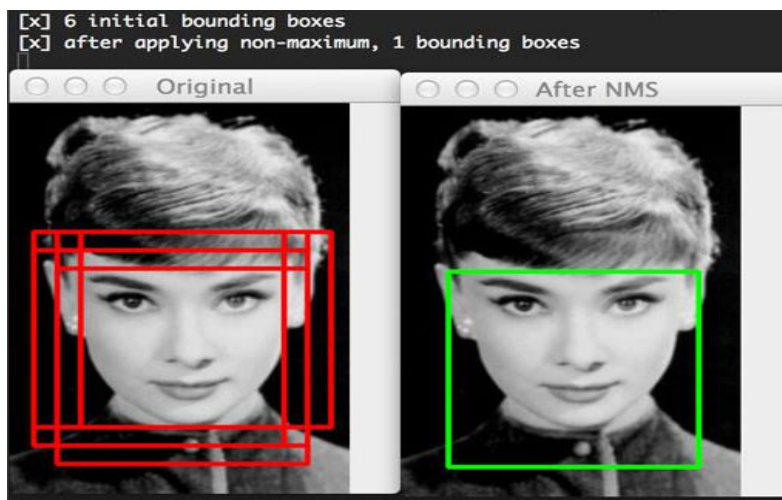 [x] 6 initial bounding boxes
[x] after applying non-maximum, 1 bounding boxes
Original
After NMS